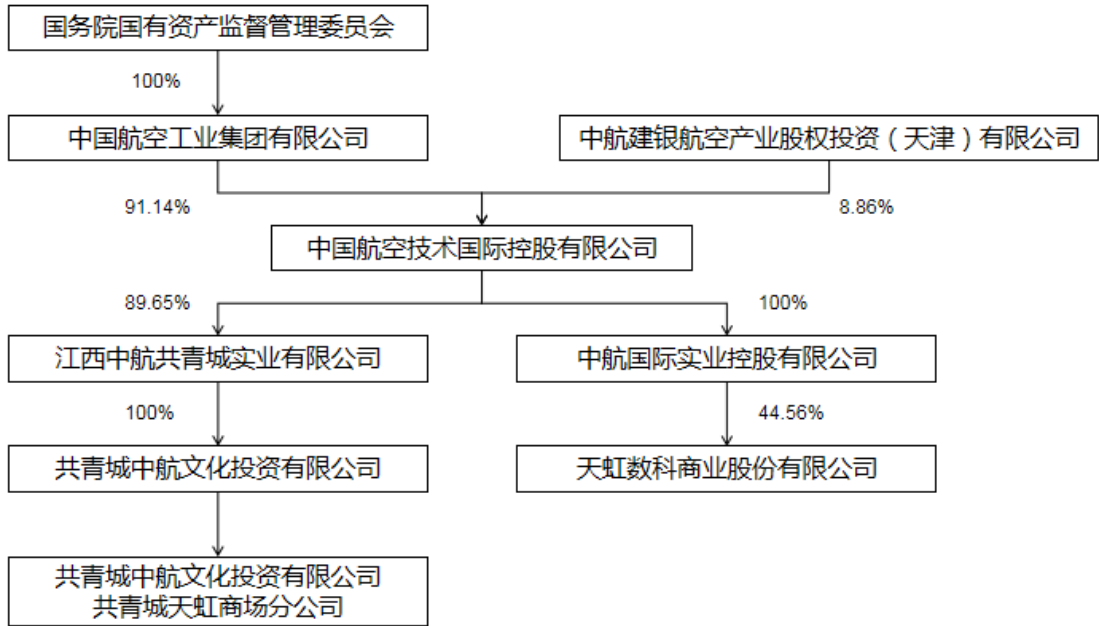 国务院国有资产监督管理委员会
100%
中国航空工业集团有限公司
中航建银航空产业股权投资（天津）有限公司
91.14%
8.86%
中国航空技术国际控股有限公司
89.65%
100%
江西中航共青城实业有限公司
中航国际实业控股有限公司
100%
44.56%
共青城中航文化投资有限公司
天虹数科商业股份有限公司
共青城中航文化投资有限公司
共青城天虹商场分公司